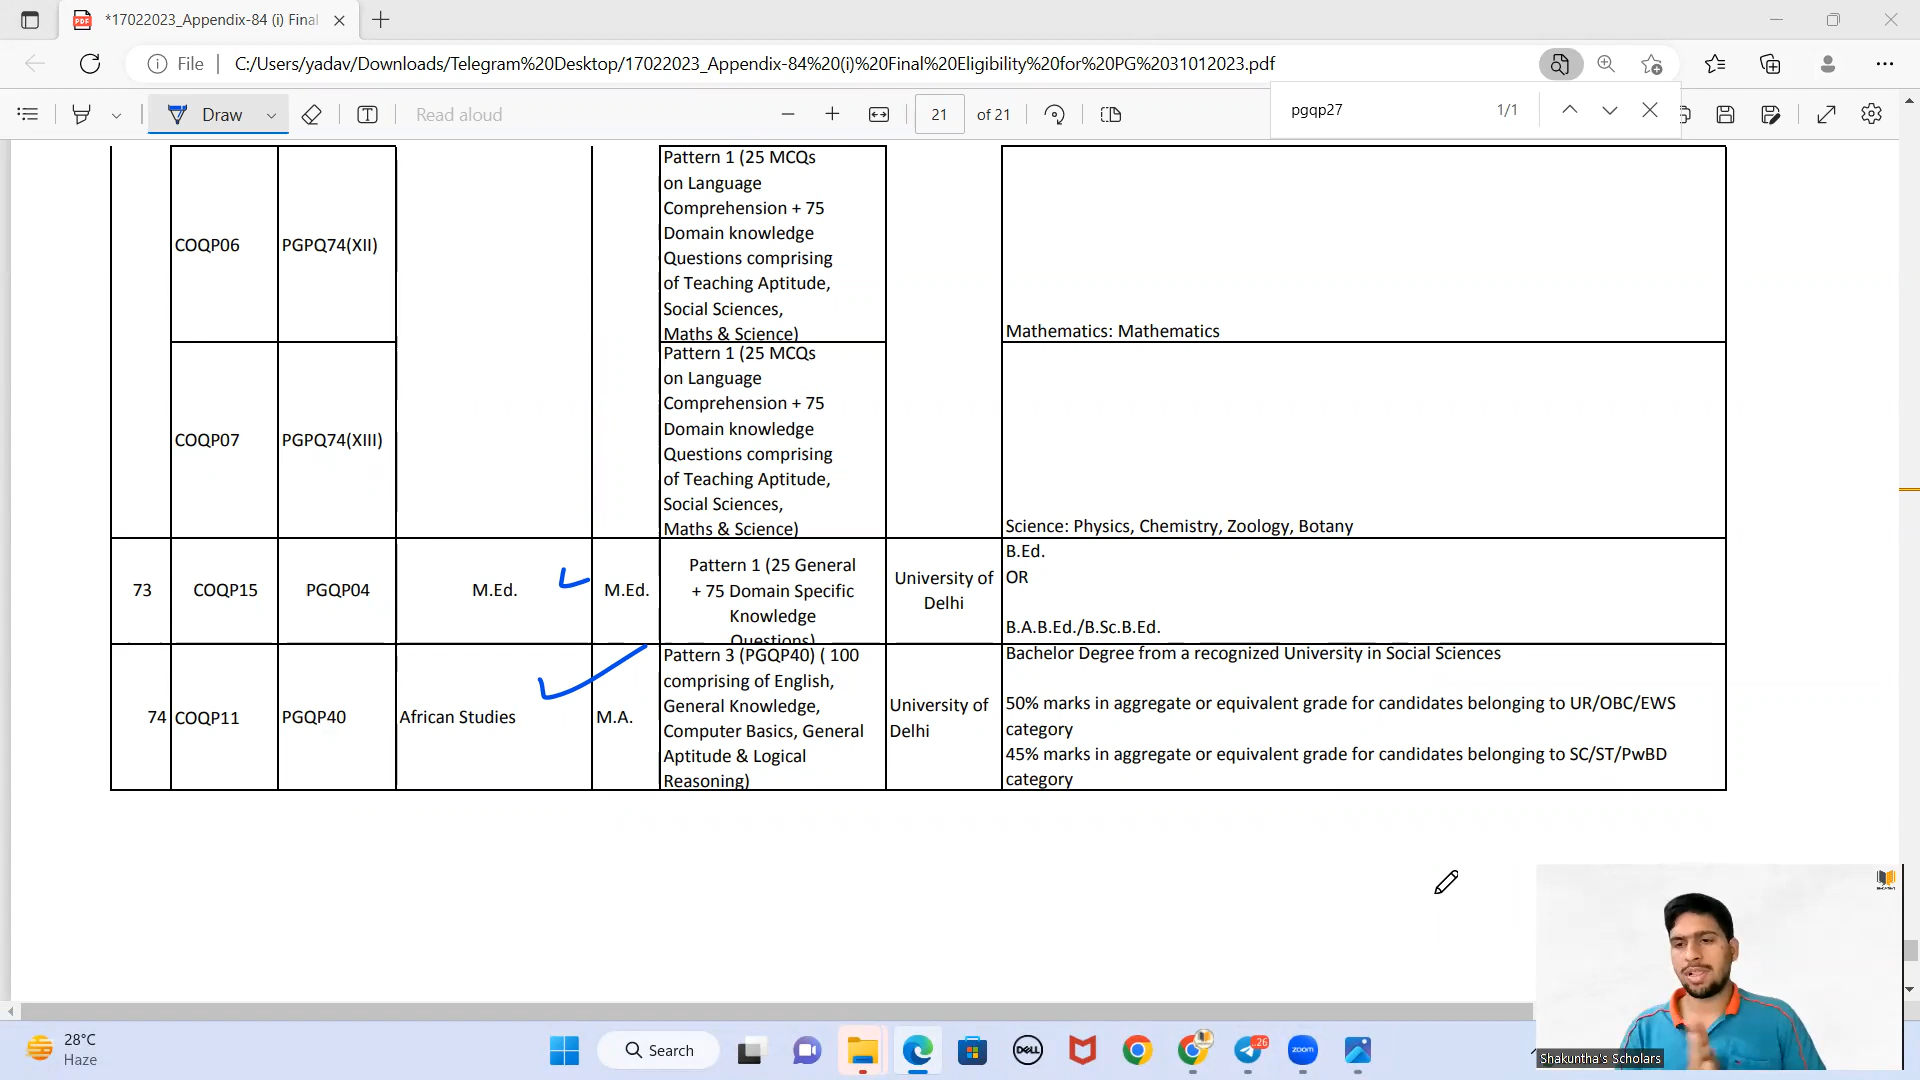 *17022023_Appendix-84 (i) Final
File
C:/Users/yadav/Downloads/Telegram%20Desktop/17022023_Appendix-84%20(i)%20Final%20Eligibility%20for%20PG%2031012023.pdf
Draw
Read aloud
21 of 21
pgqp27 1/1
COQP06
PGPQ74(XII)
Pattern 1 (25 MCQs
on Language
Comprehension + 75
Domain knowledge
Questions comprising
of Teaching Aptitude,
Social Sciences,
Maths & Science)
Mathematics: Mathematics
COQP07
PGPQ74(XIII)
Pattern 1 (25 MCQs
on Language
Comprehension + 75
Domain knowledge
Questions comprising
of Teaching Aptitude,
Social Sciences,
Maths & Science)
Science: Physics, Chemistry, Zoology, Botany
73
COQP15
PGQP04
M.Ed.
M.Ed.
Pattern 1 (25 General
+ 75 Domain Specific
Knowledge
Questions)
University of
Delhi
B.Ed.
OR
B.A.B.Ed./B.Sc.B.Ed.
74
COQP11
PGQP40
African Studies
M.A.
Pattern 3 (PGQP40) ( 100
comprising of English,
General Knowledge,
Computer Basics, General
Aptitude & Logical
Reasoning)
University of
Delhi
Bachelor Degree from a recognized University in Social Sciences
50% marks in aggregate or equivalent grade for candidates belonging to UR/OBC/EWS
category
45% marks in aggregate or equivalent grade for candidates belonging to SC/ST/PwBD
category
Shakuntha's Scholars
28°C
Haze
Search
DELL
26
zoom